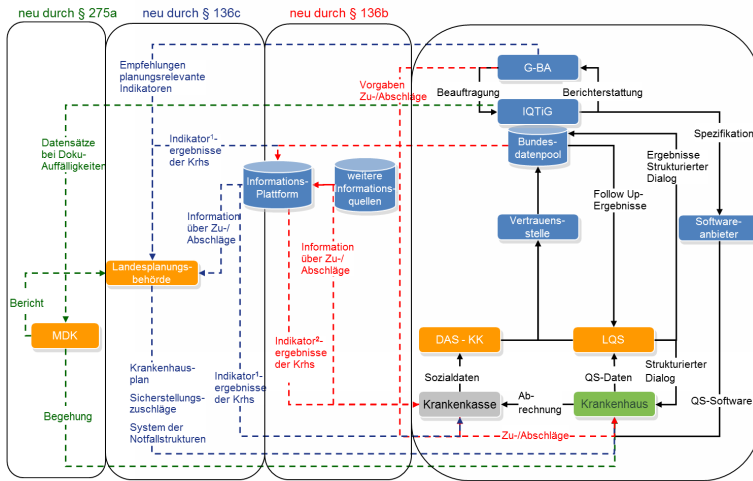 neu durch § 275a
neu durch § 136c
neu durch § 136b
Empfehlungen
planungsrelevante
Indikatoren
Vorgaben
Zu-/Abschläge
G-BA
Beauftragung
Berichterstattung
IQTiG
Spezifikation
Datensätze
bei Doku-
Auffälligkeiten
Indikator¹-
ergebnisse
der Krhs
Bundes-
datenpool
Ergebnisse
Strukturierter
Dialog
Informations-
Plattform
weitere
Informations-
quellen
Follow Up-
Ergebnisse
Information
über Zu-/
Abschläge
Information
über Zu-/
Abschläge
Vertrauens-
stelle
Software-
anbieter
Landesplanungs-
behörde
Bericht
MDK
DAS - KK
LQS
Krankenhaus-
plan
Sicherstellungs-
zuschläge
System der
Notfallstrukturen
Indikator¹-
ergebnisse
der Krhs
Indikator²-
ergebnisse
der Krhs
Sozialdaten
QS-Daten
Strukturierter
Dialog
Krankenkasse
Ab-
rechnung
Krankenhaus
QS-Software
Begehung
Zu-/Abschläge